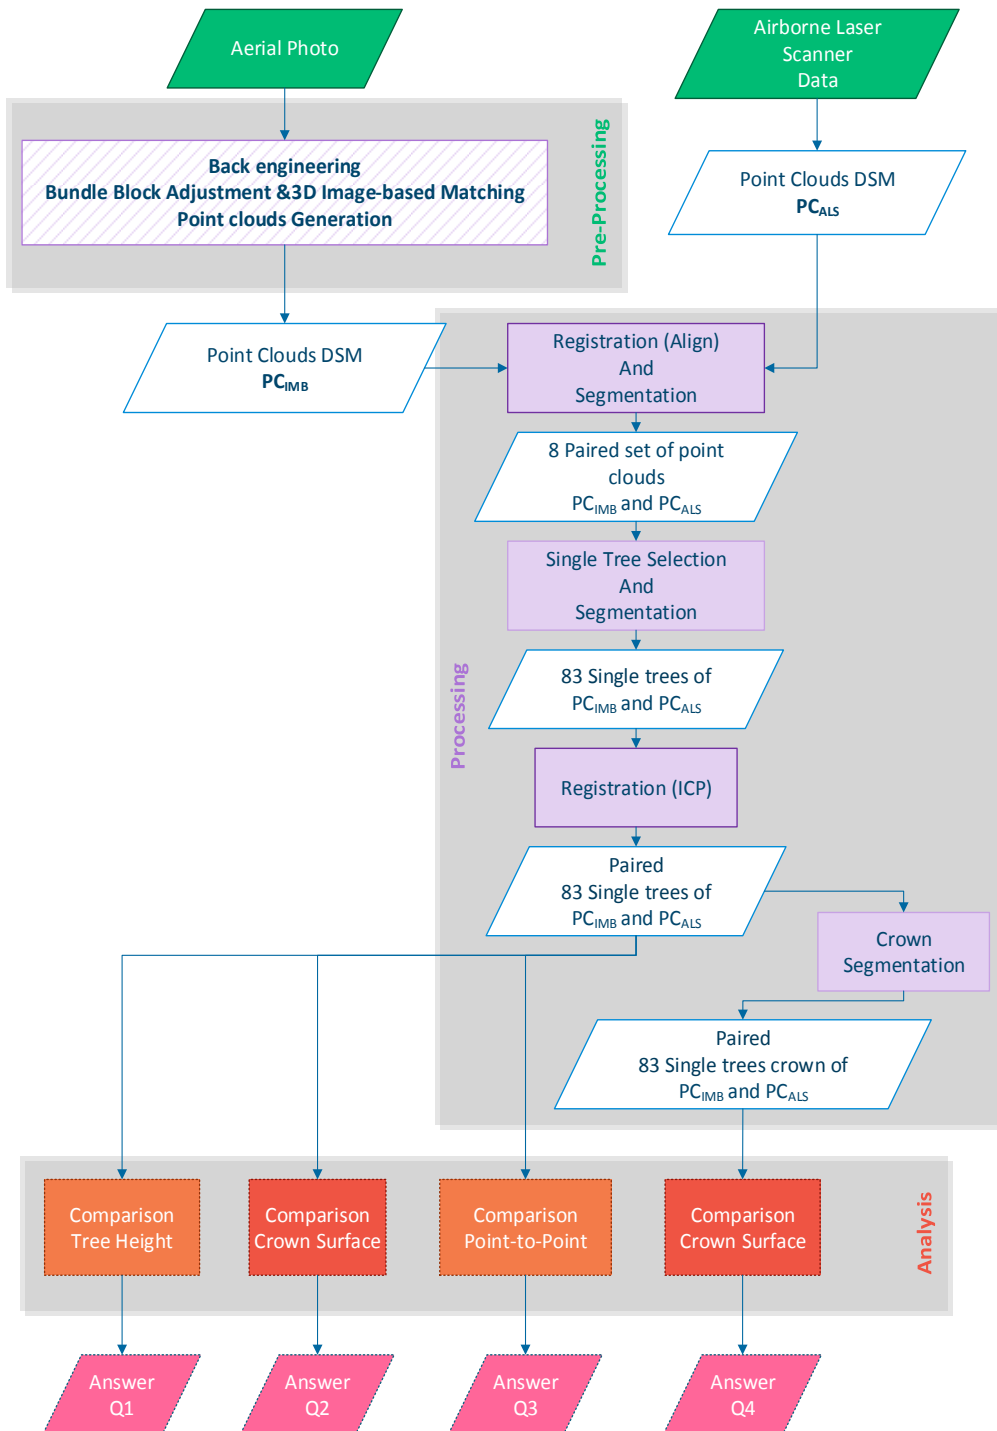 Aerial Photo
Airborne Laser
Scanner
Data
Pre-Processing
Back engineering
Bundle Block Adjustment &3D Image-based Matching
Point clouds Generation
Point Clouds DSM
PCALS
Point Clouds DSM
PCIMB
Processing
Registration (Align)
And
Segmentation
8 Paired set of point
clouds
PCIMB and PCALS
Single Tree Selection
And
Segmentation
83 Single trees of
PCIMB and PCALS
Registration (ICP)
Paired
83 Single trees of
PCIMB and PCALS
Crown
Segmentation
Paired
83 Single trees crown of
PCIMB and PCALS
Analysis
Comparison
Tree Height
Comparison
Crown Surface
Comparison
Point-to-Point
Comparison
Crown Surface
Answer
Q1
Answer
Q2
Answer
Q3
Answer
Q4